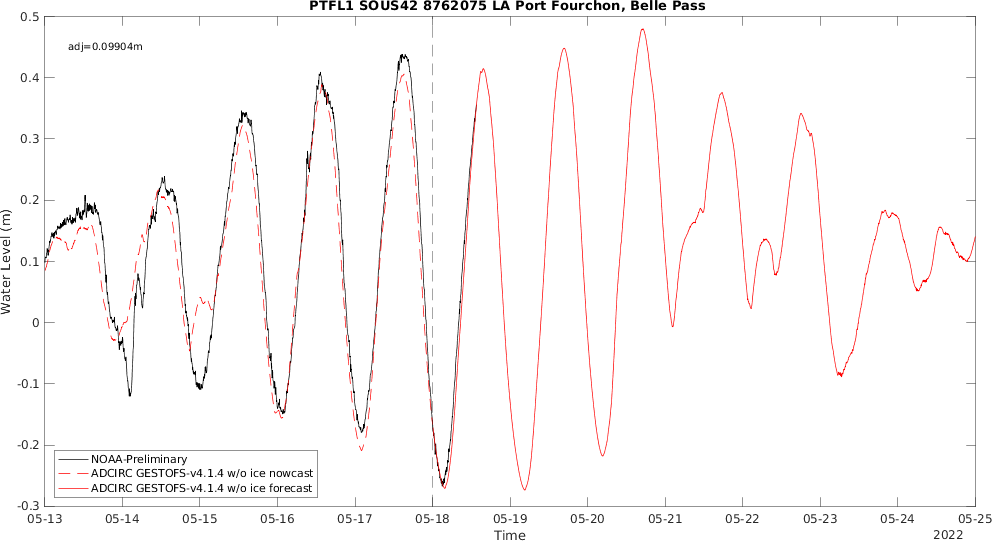 PTFL1 SOUS42 8762075 LA Port Fourchon, Belle Pass
adj=0.09904m
0.5
0.4
0.3
0.2
0.1
0
-0.1
-0.2
-0.3
Water Level (m)
NOAA-Preliminary
ADCIRC GESTOFS-v4.1.4 w/o ice nowcast
ADCIRC GESTOFS-v4.1.4 w/o ice forecast
05-13 05-14 05-15 05-16 05-17 05-18 05-19 05-20 05-21 05-22 05-23 05-24 05-25
Time
2022